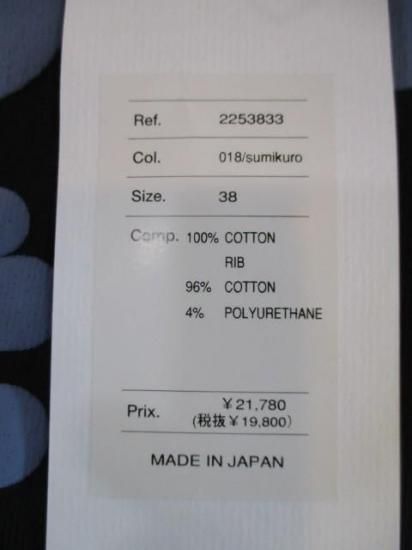 Ref. 2253833
Col. 018/sumikuro
Size. 38
Comp. 100% COTTON
RIB
96% COTTON
4% POLYURETHANE
Prix. ¥21,780
(税抜¥19,800)
MADE IN JAPAN